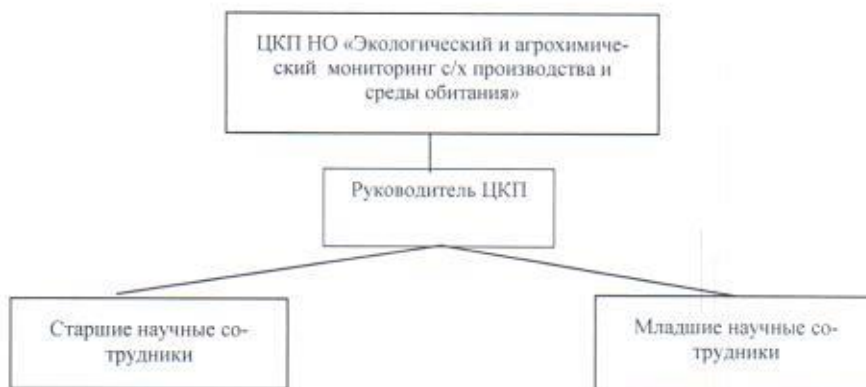 ЦКП НО «Экологический и агрохимиче-
ский мониторинг с/х производства и
среды обитания»
Руководитель ЦКП
Старшие научные со-
трудники
Младшие научные со-
трудники